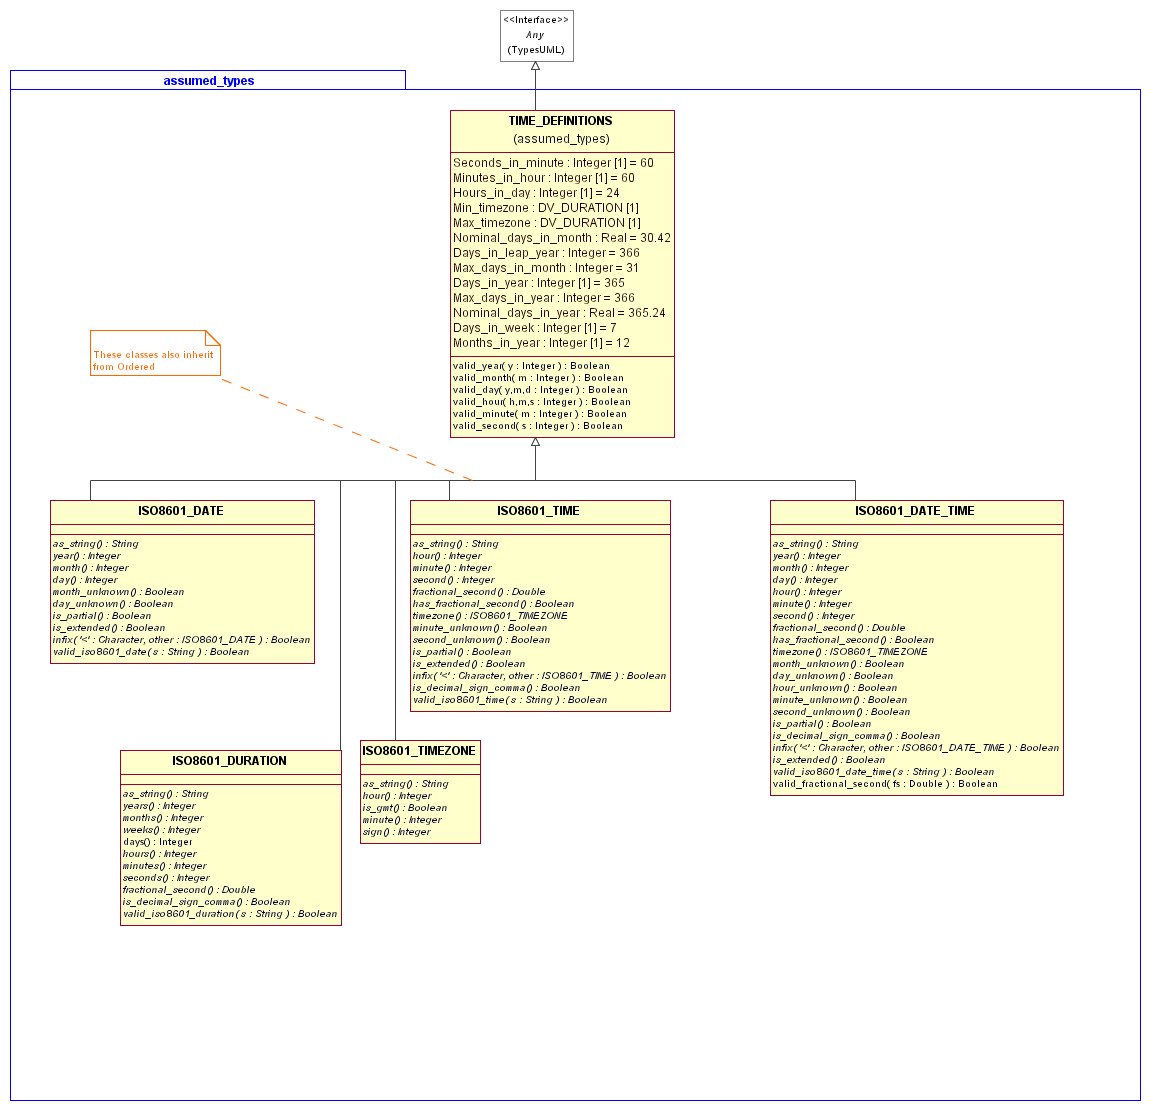 <<Interface>>
Any
(TypesUML)
assumed_types
TIME_DEFINITIONS
(assumed_types)
Seconds_in_minute : Integer [1] = 60
Minutes_in_hour : Integer [1] = 60
Hours_in_day : Integer [1] = 24
Min_timezone : DV_DURATION [1]
Max_timezone : DV_DURATION [1]
Nominal_days_in_month : Real = 30.42
Days_in_leap_year : Integer = 366
Max_days_in_month : Integer = 31
Days_in_year : Integer [1] = 365
Max_days_in_year : Integer = 366
Nominal_days_in_year : Real = 365.24
Days_in_week : Integer [1] = 7
Months_in_year : Integer [1] = 12
valid_year( y : Integer ) : Boolean
valid_month( m : Integer ) : Boolean
valid_day( y,m,d : Integer ) : Boolean
valid_hour( h,m,s : Integer ) : Boolean
valid_minute( m : Integer ) : Boolean
valid_second( s : Integer ) : Boolean
These classes also inherit
from Ordered
ISO8601_DATE
as_string() : String
year() : Integer
month() : Integer
day() : Integer
month_unknown() : Boolean
day_unknown() : Boolean
is_partial() : Boolean
is_extended() : Boolean
infix( '<' : Character, other : ISO8601_DATE ) : Boolean
valid_iso8601_date( s : String ) : Boolean
ISO8601_TIME
as_string() : String
hour() : Integer
minute() : Integer
second() : Integer
fractional_second() : Double
has_fractional_second() : Boolean
timezone() : ISO8601_TIMEZONE
minute_unknown() : Boolean
second_unknown() : Boolean
is_partial() : Boolean
is_extended() : Boolean
infix( '<' : Character, other : ISO8601_TIME ) : Boolean
is_decimal_sign_comma() : Boolean
valid_iso8601_time( s : String ) : Boolean
ISO8601_DATE_TIME
as_string() : String
year() : Integer
month() : Integer
day() : Integer
hour() : Integer
minute() : Integer
second() : Integer
fractional_second() : Double
has_fractional_second() : Boolean
timezone() : ISO8601_TIMEZONE
month_unknown() : Boolean
day_unknown() : Boolean
hour_unknown() : Boolean
minute_unknown() : Boolean
second_unknown() : Boolean
is_partial() : Boolean
is_decimal_sign_comma() : Boolean
infix( '<' : Character, other : ISO8601_DATE_TIME ) : Boolean
is_extended() : Boolean
valid_iso8601_date_time( s : String ) : Boolean
valid_fractional_second( fs : Double ) : Boolean
ISO8601_DURATION
as_string() : String
years() : Integer
months() : Integer
weeks() : Integer
days() : Integer
hours() : Integer
minutes() : Integer
seconds() : Integer
fractional_second() : Double
is_decimal_sign_comma() : Boolean
valid_iso8601_duration( s : String ) : Boolean
ISO8601_TIMEZONE
as_string() : String
hour() : Integer
is_gmt() : Boolean
minute() : Integer
sign() : Integer